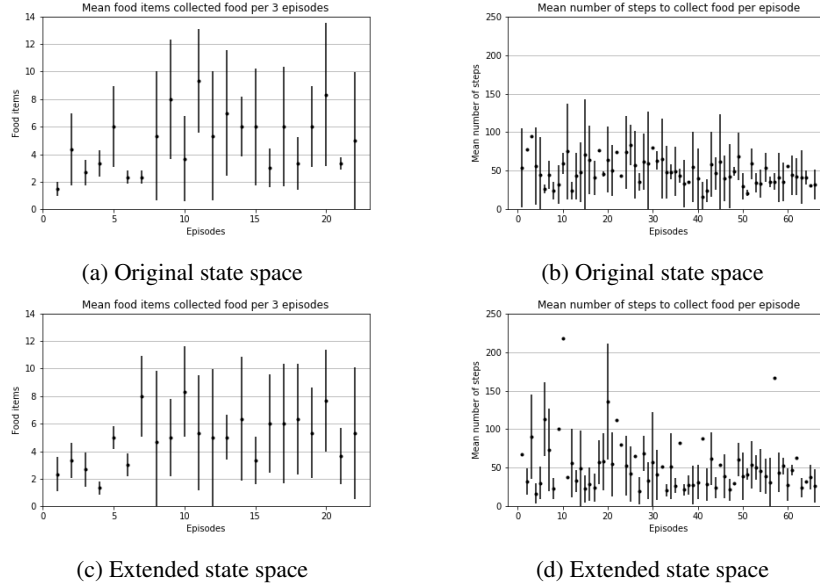 Mean food items collected food per 3 episodes
14
12
10
8
6
4
2
0
Food items
0 5 10 15 20
Episodes
(a) Original state space
Mean number of steps to collect food per episode
250
200
150
100
50
0
Mean number of steps
0 10 20 30 40 50 60
Episodes
(b) Original state space
Mean food items collected food per 3 episodes
14
12
10
8
6
4
2
0
Food items
0 5 10 15 20
Episodes
(c) Extended state space
Mean number of steps to collect food per episode
250
200
150
100
50
0
Mean number of steps
0 10 20 30 40 50 60
Episodes
(d) Extended state space